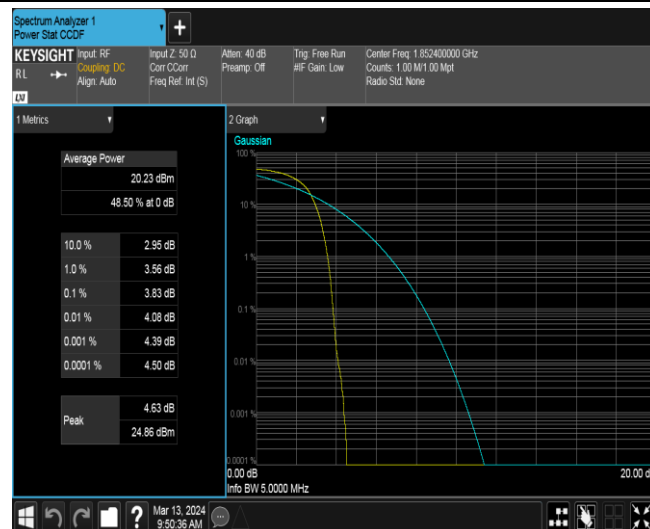 Spectrum Analyzer 1
Power Stat CCDF
+
KEYSIGHT
RL
LXI
Input: RF
Coupling: DC
Align: Auto
Input Z: 50 Ω
Corr CCorr
Freq Ref: Int (S)
Atten: 40 dB
Preamp: Off
Trig: Free Run
#IF Gain: Low
Center Freq: 1.852400000 GHz
Counts: 1.00 M/1.00 Mpt
Radio Std: None
1 Metrics
Average Power
20.23 dBm
48.50 % at 0 dB
10.0 % 2.95 dB
1.0 % 3.56 dB
0.1 % 3.83 dB
0.01 % 4.08 dB
0.001 % 4.39 dB
0.0001 % 4.50 dB
Peak
4.63 dB
24.86 dBm
2 Graph
Gaussian
100 %
10 %
1 %
0.1 %
0.01 %
0.001 %
0.0001 %
0.00 dB
20.00 d
Info BW 5.0000 MHz
?
Mar 13, 2024
9:50:36 AM